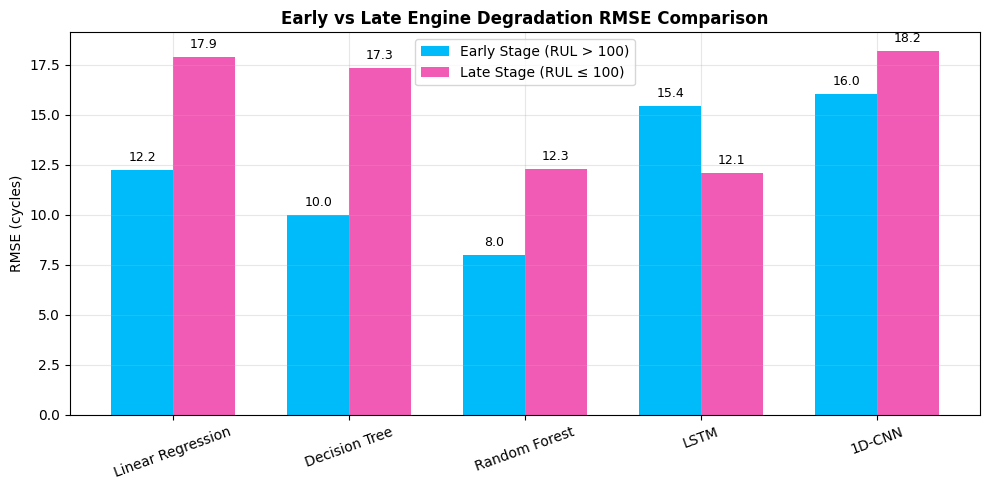 Early vs Late Engine Degradation RMSE Comparison
Early Stage (RUL > 100)
Late Stage (RUL ≤ 100)
RMSE (cycles)
17.5
15.0
12.5
10.0
7.5
5.0
2.5
0.0
12.2
17.9
10.0
17.3
8.0
12.3
15.4
12.1
16.0
18.2
Linear Regression
Decision Tree
Random Forest
LSTM
1D-CNN